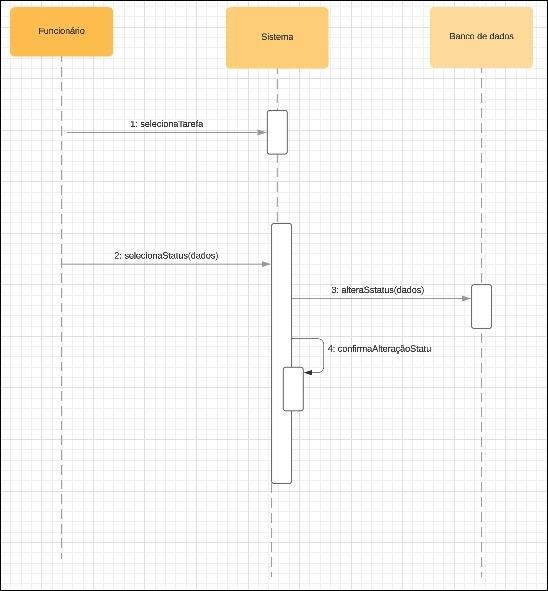 Funcionário
Sistema
Banco de dados
1: selecionaTarefa
2: selecionaStatus(dados)
3: alteraSstatus(dados)
4: confirmaAlteraçãoStatu